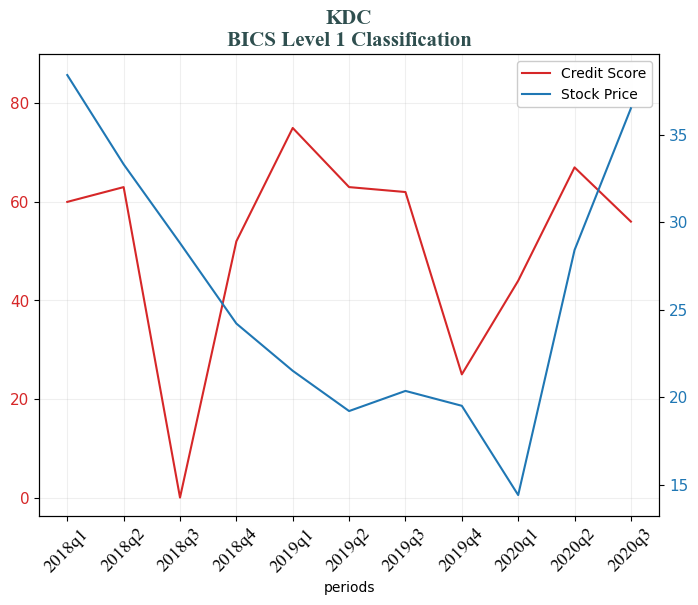 KDC
BICS Level 1 Classification
Credit Score
Stock Price
80
60
40
20
0
35
30
25
20
15
2018q1
2018q2
2018q3
2018q4
2019q1
2019q2
2019q3
2019q4
2020q1
2020q2
2020q3
periods